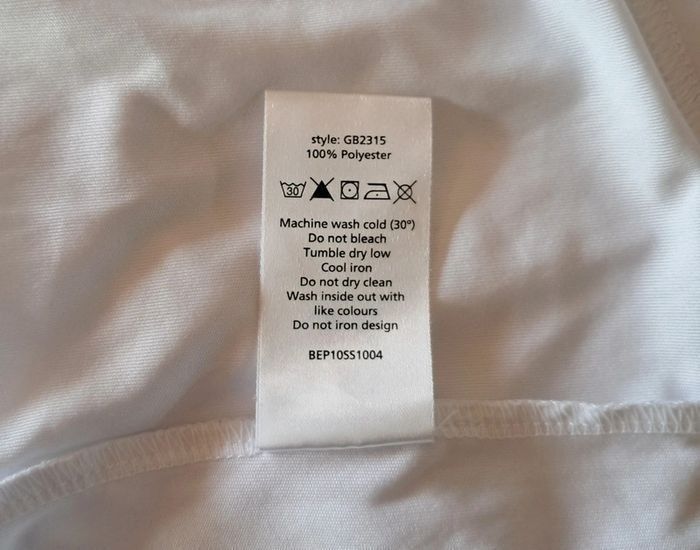 style: GB2315
100% Polyester
30
Machine wash cold (30°)
Do not bleach
Tumble dry low
Cool iron
Do not dry clean
Wash inside out with
like colours
Do not iron design
BEP10SS1004